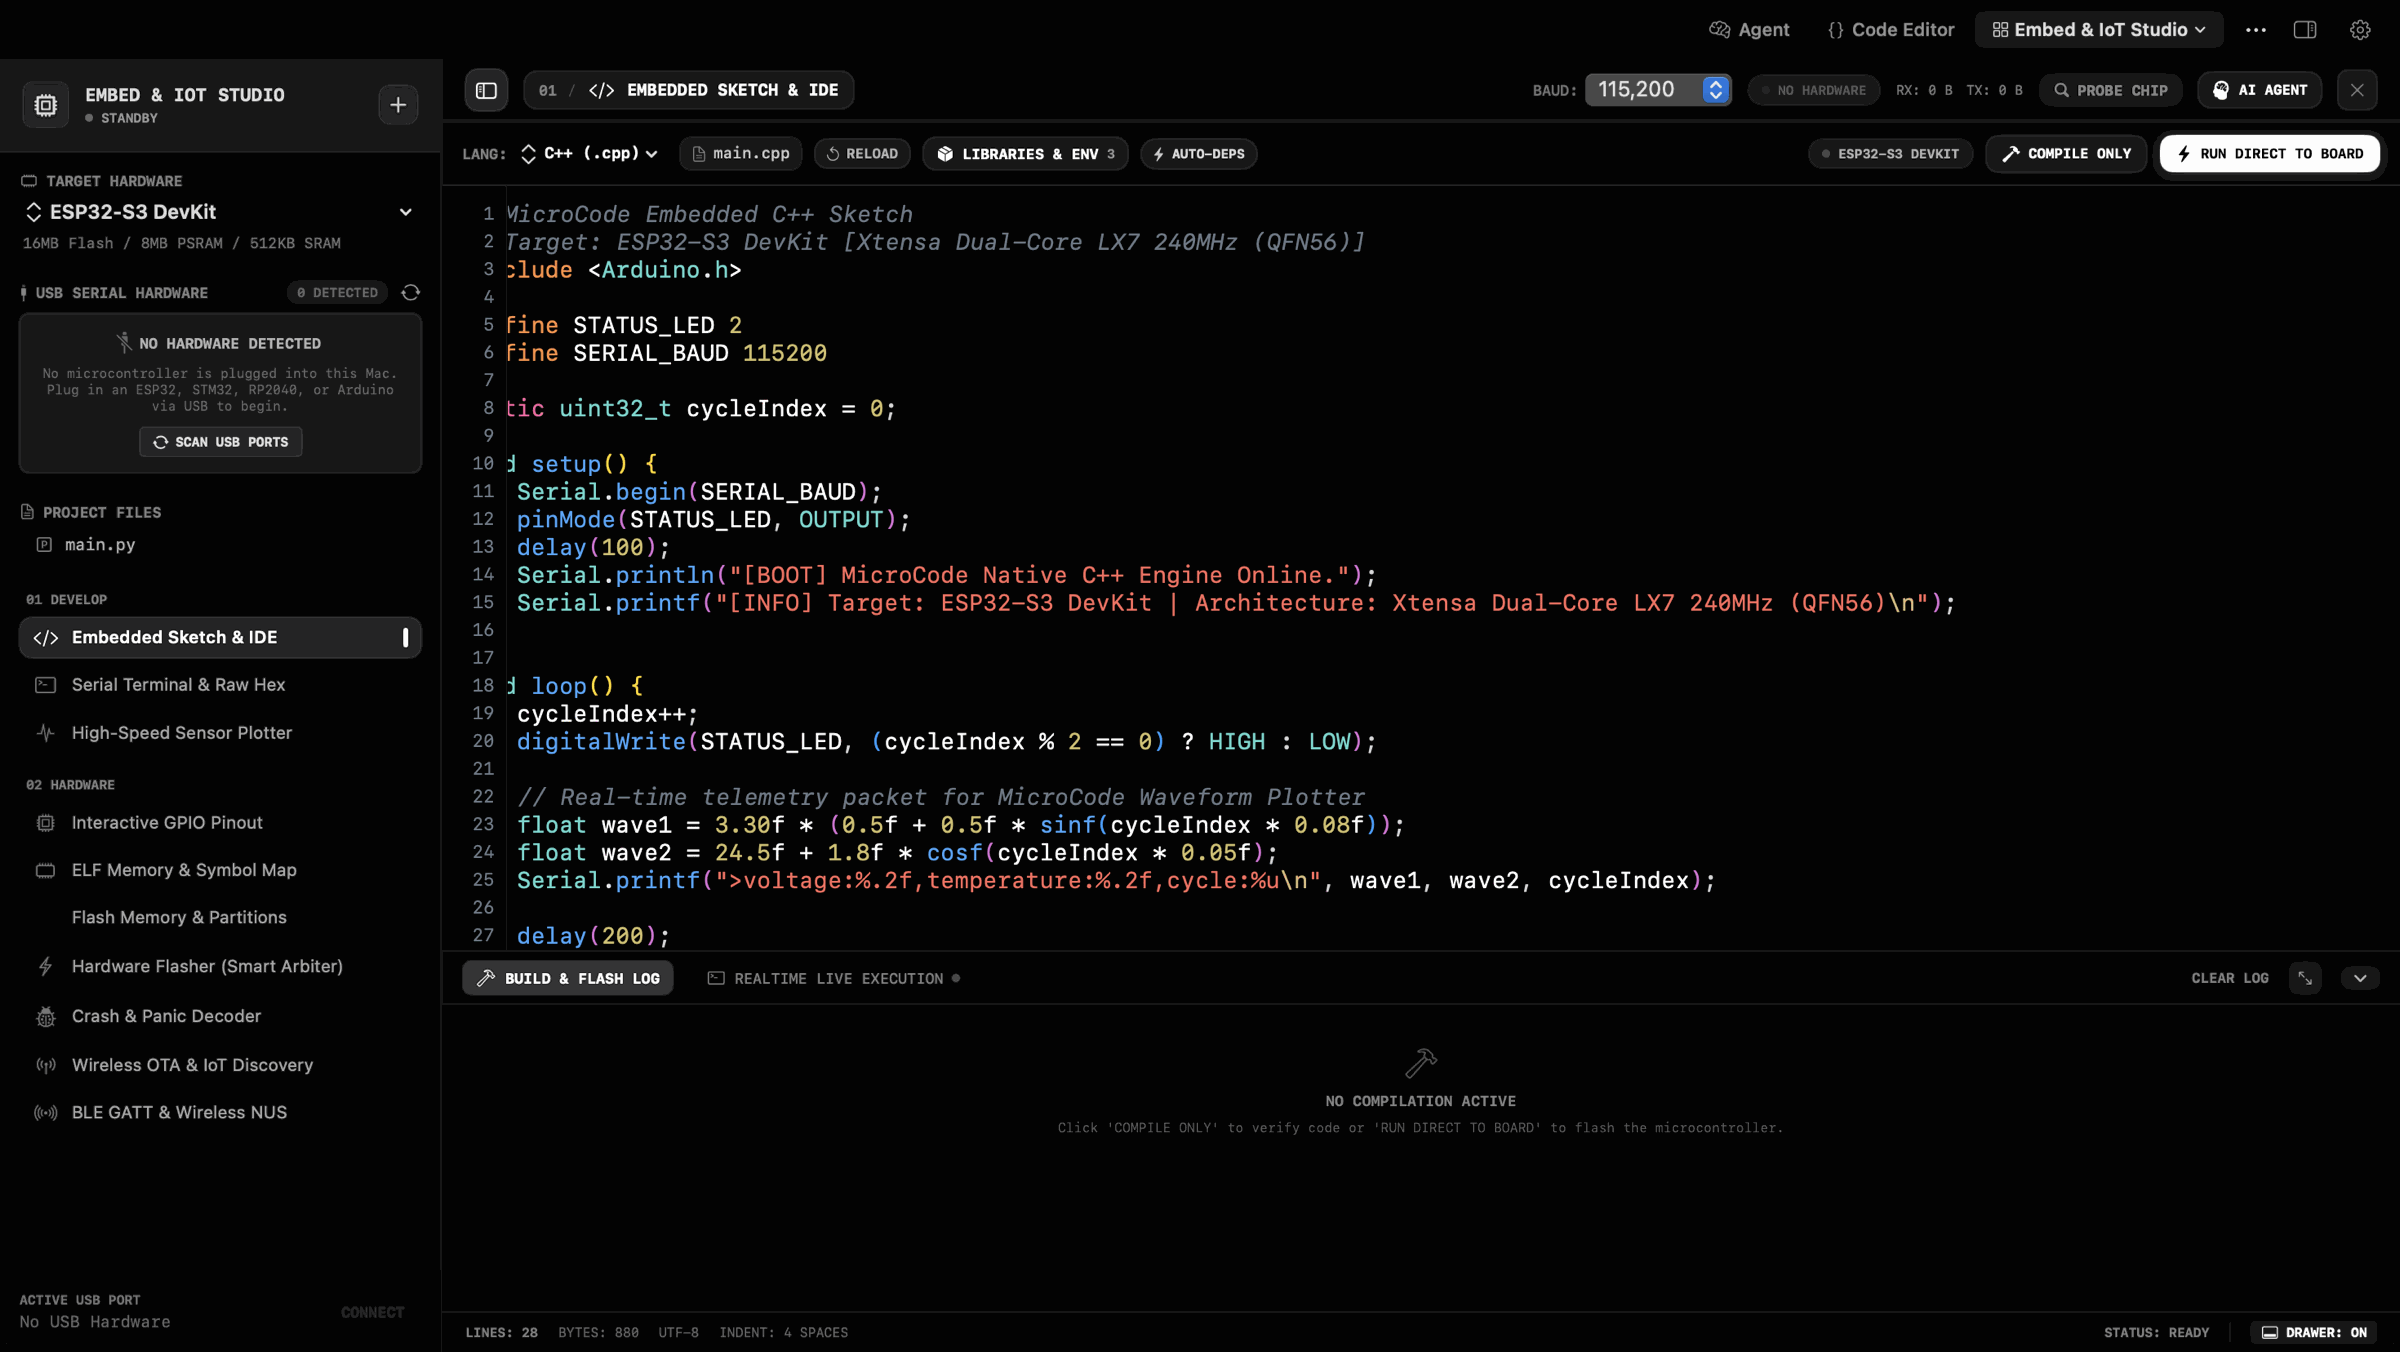 Agent
{} Code Editor
Embed & IoT Studio
EMBED & IOT STUDIO
STANDBY
01 / </> EMBEDDED SKETCH & IDE
BAUD: 115,200
NO HARDWARE
RX: 0 B TX: 0 B
PROBE CHIP
AI AGENT
LANG: C++ (.cpp)
main.cpp
RELOAD
LIBRARIES & ENV 3
AUTO-DEPS
ESP32-S3 DEVKIT
COMPILE ONLY
RUN DIRECT TO BOARD
TARGET HARDWARE
ESP32-S3 DevKit
16MB Flash / 8MB PSRAM / 512KB SRAM
USB SERIAL HARDWARE
0 DETECTED
NO HARDWARE DETECTED
No microcontroller is plugged into this Mac.
Plug in an ESP32, STM32, RP2040, or Arduino
via USB to begin.
SCAN USB PORTS
PROJECT FILES
main.py
01 DEVELOP
</> Embedded Sketch & IDE
Serial Terminal & Raw Hex
High-Speed Sensor Plotter
02 HARDWARE
Interactive GPIO Pinout
ELF Memory & Symbol Map
Flash Memory & Partitions
Hardware Flasher (Smart Arbiter)
Crash & Panic Decoder
Wireless OTA & IoT Discovery
BLE GATT & Wireless NUS
ACTIVE USB PORT
No USB Hardware
CONNECT
1 MicroCode Embedded C++ Sketch
2 Target: ESP32-S3 DevKit [Xtensa Dual-Core LX7 240MHz (QFN56)]
3 clude <Arduino.h>
4
5 fine STATUS_LED 2
6 fine SERIAL_BAUD 115200
7
8 tic uint32_t cycleIndex = 0;
9
10 d setup() {
11 Serial.begin(SERIAL_BAUD);
12 pinMode(STATUS_LED, OUTPUT);
13 delay(100);
14 Serial.println("[BOOT] MicroCode Native C++ Engine Online.");
15 Serial.printf("[INFO] Target: ESP32-S3 DevKit | Architecture: Xtensa Dual-Core LX7 240MHz (QFN56)\n");
16
17
18 d loop() {
19 cycleIndex++;
20 digitalWrite(STATUS_LED, (cycleIndex % 2 == 0) ? HIGH : LOW);
21
22 // Real-time telemetry packet for MicroCode Waveform Plotter
23 float wave1 = 3.30f * (0.5f + 0.5f * sinf(cycleIndex * 0.08f));
24 float wave2 = 24.5f + 1.8f * cosf(cycleIndex * 0.05f);
25 Serial.printf(">voltage:%.2f,temperature:%.2f,cycle:%u\n", wave1, wave2, cycleIndex);
26
27 delay(200);
BUILD & FLASH LOG
REALTIME LIVE EXECUTION
CLEAR LOG
NO COMPILATION ACTIVE
Click 'COMPILE ONLY' to verify code or 'RUN DIRECT TO BOARD' to flash the microcontroller.
LINES: 28 BYTES: 880 UTF-8 INDENT: 4 SPACES
STATUS: READY
DRAWER: ON